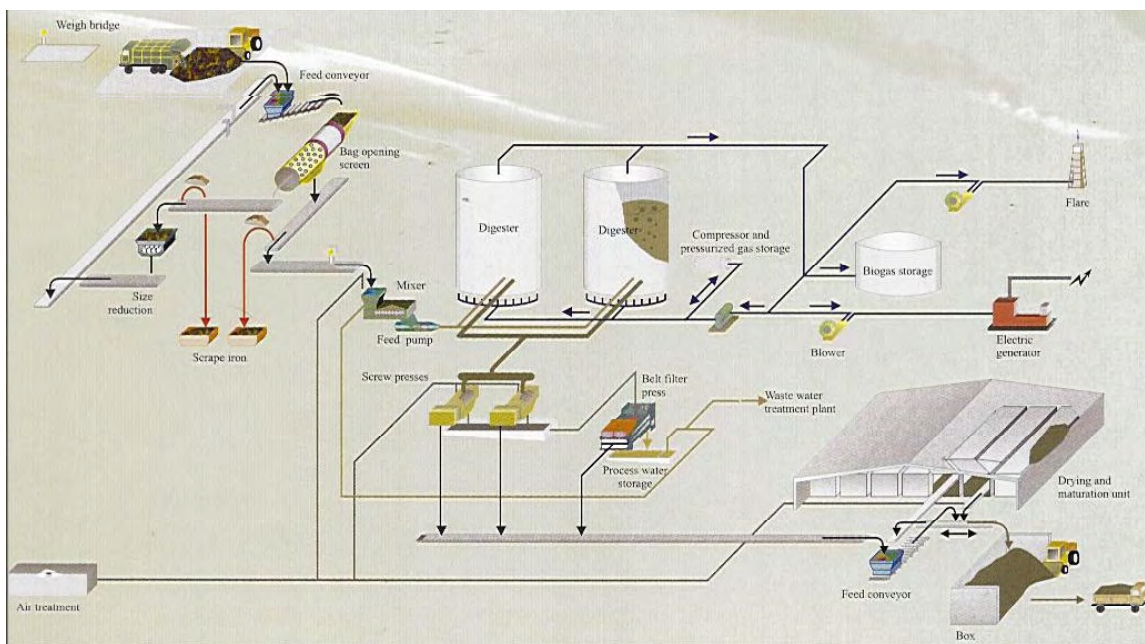 Weigh bridge
Feed conveyor
Bag opening
screen
Digester
Digester
Compressor and
pressurized gas storage
Flare
Biogas storage
Size
reduction
Mixer
Feed pump
Scrape iron
Blower
Electric
generator
Screw presses
Belt filter
press
Waste water
treatment plant
Process water
storage
Drying and
maturation unit
Air treatment
Feed conveyor
Box